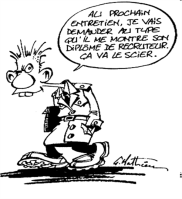 AU PROCHAIN
ENTRETIEN, JE VAIS
DEMANDER AU TYPE
QU'IL ME MONTRE SON
DIPLÔME DE RECRUTEUR.
ÇA VA LE SCIER.
G. Mathieu